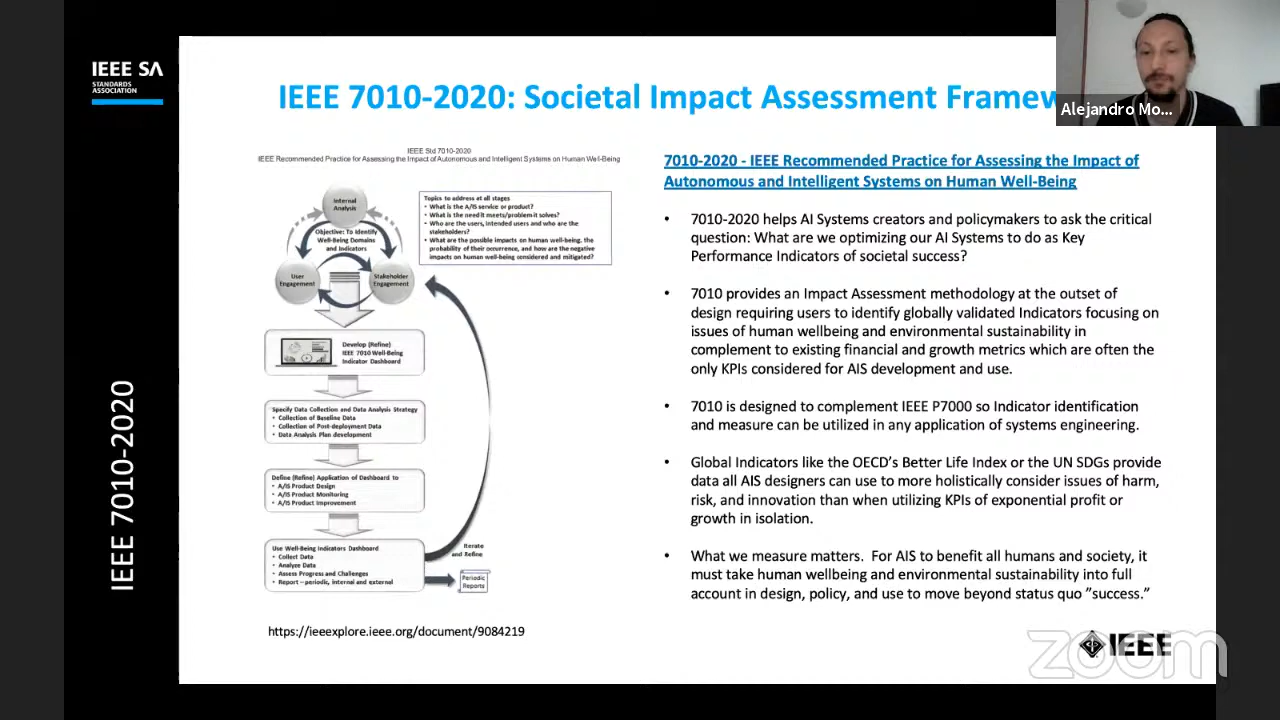 IEEE SA
STANDARDS
ASSOCIATION
IEEE 7010-2020
IEEE 7010-2020: Societal Impact Assessment Framew
Alejandro Mo...
IEEE Std 7010-2020
IEEE Recommended Practice for Assessing the Impact of Autonomous and Intelligent Systems on Human Well-Being
Internal
Analysis
Objective: To Identify
Well-Being Domains
and Indicators
User
Engagement
Stakeholder
Engagement
Topics to address at all stages
• What is the A/IS service or product?
• What is the need it meets/problem it solves?
• Who are the users, intended users and who are the
stakeholders?
• What are the possible impacts on human well-being, the
probability of their occurrence, and how are the negative
impacts on human well-being considered and mitigated?
Develop (Refine)
IEEE 7010 Well-Being
Indicator Dashboard
Specify Data Collection and Data Analysis Strategy
• Collection of Baseline Data
• Collection of Post-deployment Data
• Data Analysis Plan development
Define (Refine) Application of Dashboard to
• A/IS Product Design
• A/IS Product Monitoring
• A/IS Product Improvement
Use Well-Being Indicators Dashboard
• Collect Data
• Analyze Data
• Assess Progress and Challenges
• Report – periodic, internal and external
Iterate
and Refine
Periodic
Reports
https://ieeexplore.ieee.org/document/9084219
7010-2020 - IEEE Recommended Practice for Assessing the Impact of
Autonomous and Intelligent Systems on Human Well-Being
• 7010-2020 helps AI Systems creators and policymakers to ask the critical
question: What are we optimizing our AI Systems to do as Key
Performance Indicators of societal success?
• 7010 provides an Impact Assessment methodology at the outset of
design requiring users to identify globally validated Indicators focusing on
issues of human wellbeing and environmental sustainability in
complement to existing financial and growth metrics which are often the
only KPIs considered for AIS development and use.
• 7010 is designed to complement IEEE P7000 so Indicator identification
and measure can be utilized in any application of systems engineering.
• Global Indicators like the OECD's Better Life Index or the UN SDGs provide
data all AIS designers can use to more holistically consider issues of harm,
risk, and innovation than when utilizing KPIs of exponential profit or
growth in isolation.
• What we measure matters. For AIS to benefit all humans and society, it
must take human wellbeing and environmental sustainability into full
account in design, policy, and use to move beyond status quo ”success.”
IEEE
zoom